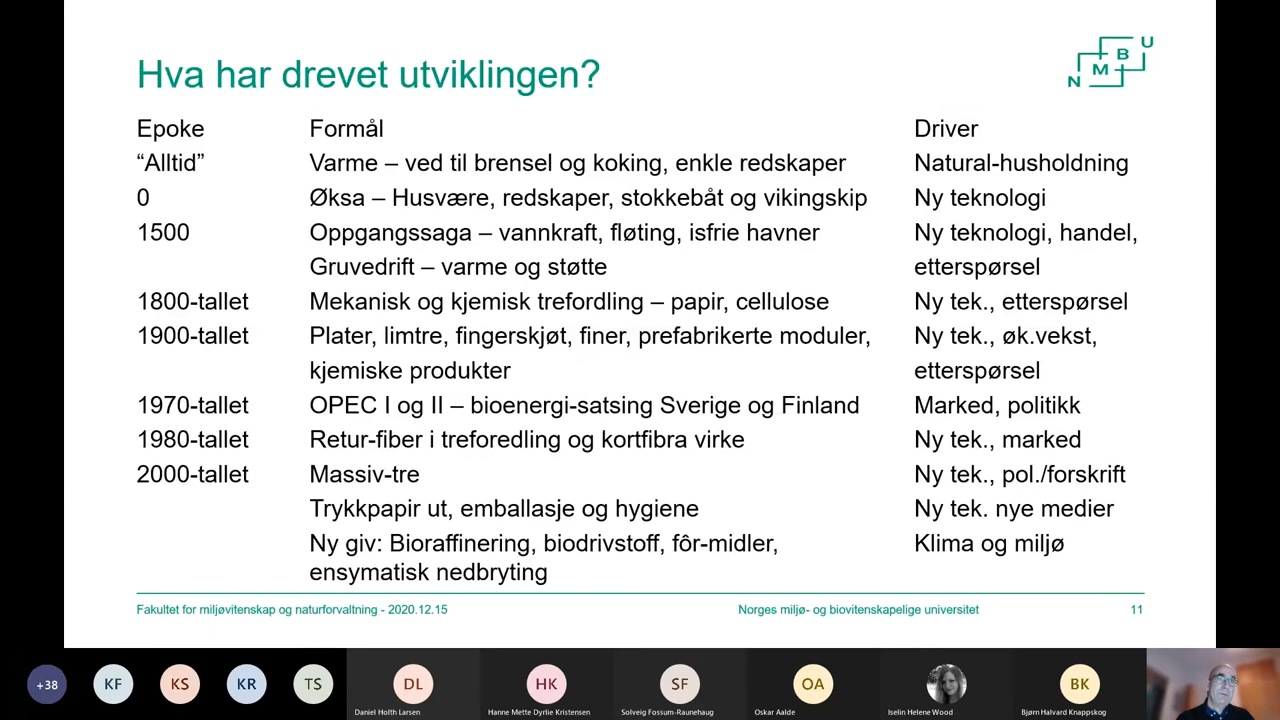 Hva har drevet utviklingen?
N M B U
Epoke Formål Driver
“Alltid” Varme – ved til brensel og koking, enkle redskaper Natural-husholdning
0 Øksa – Husvære, redskaper, stokkebåt og vikingskip Ny teknologi
1500 Oppgangssaga – vannkraft, fløting, isfrie havner Ny teknologi, handel,
Gruvedrift – varme og støtte etterspørsel
1800-tallet Mekanisk og kjemisk trefordling – papir, cellulose Ny tek., etterspørsel
1900-tallet Plater, limtre, fingerskjøt, finer, prefabrikerte moduler, Ny tek., øk.vekst,
kjemiske produkter etterspørsel
1970-tallet OPEC I og II – bioenergi-satsing Sverige og Finland Marked, politikk
1980-tallet Retur-fiber i treforedling og kortfibra virke Ny tek., marked
2000-tallet Massiv-tre Ny tek., pol./forskrift
Trykkpapir ut, emballasje og hygiene Ny tek. nye medier
Ny giv: Bioraffinering, biodrivstoff, fôr-midler, Klima og miljø
ensymatisk nedbryting
Fakultet for miljøvitenskap og naturforvaltning - 2020.12.15 Norges miljø- og biovitenskapelige universitet 11
+38 KF KS KR TS DL HK SF OA BK
Daniel Holth Larsen Hanne Mette Dyrlie Kristensen Solveig Fossum-Raunehaug Oskar Aalde Iselin Helene Wood Bjørn Halvard Knappskog